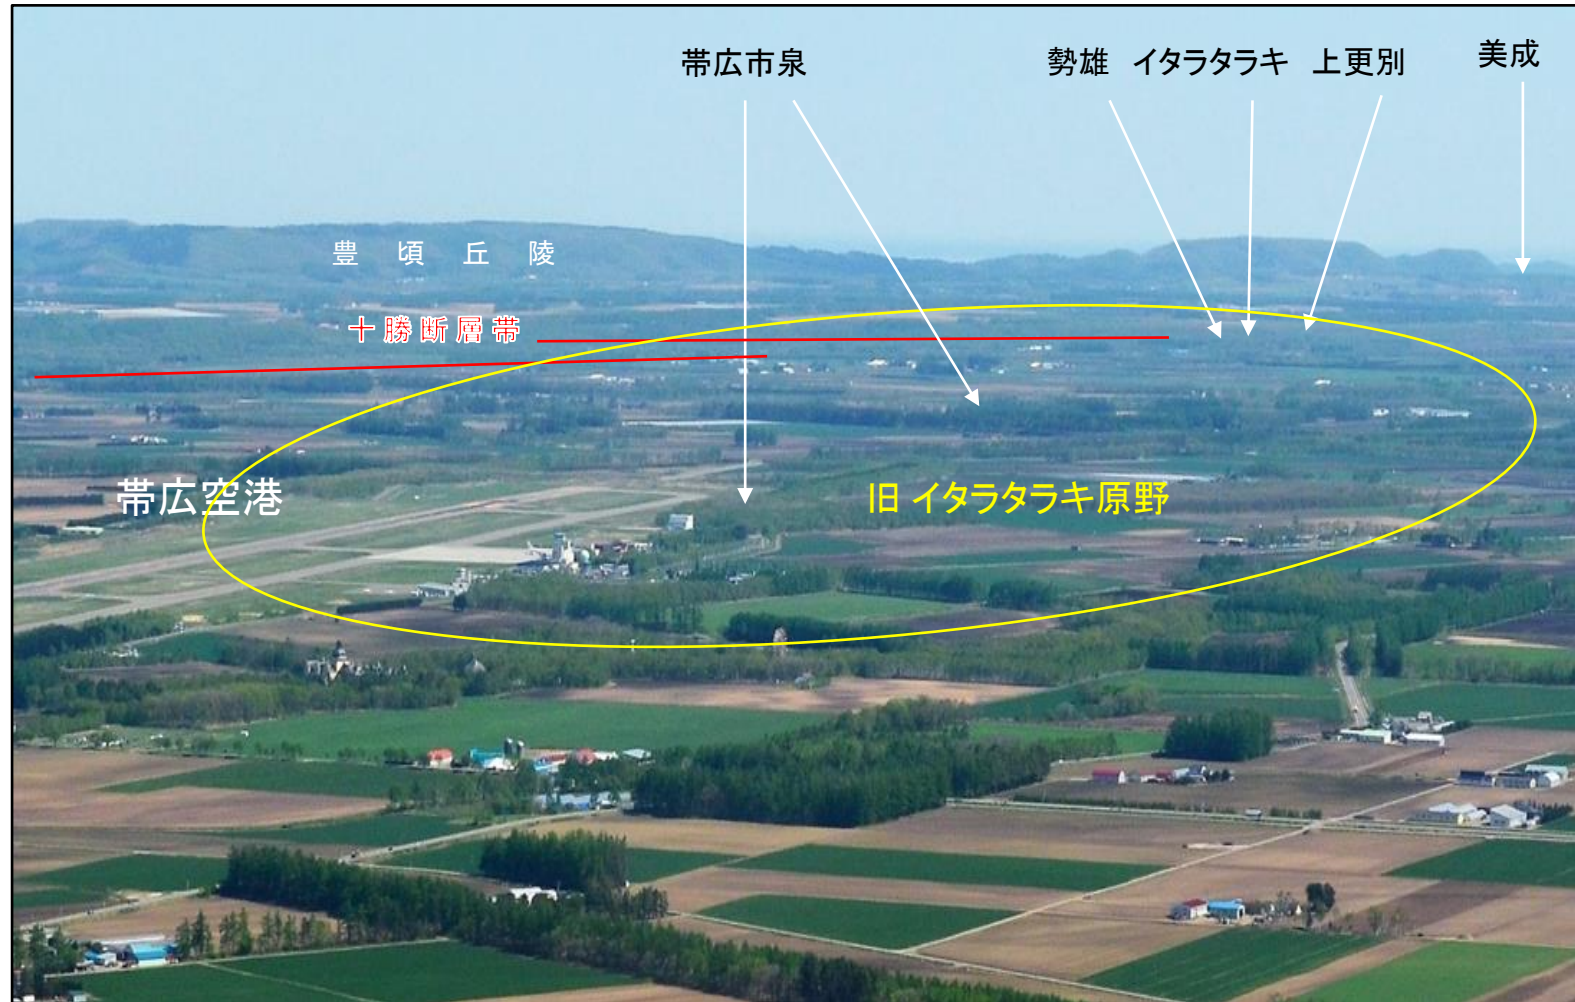 帯広市泉
勢雄 イタラタラキ 上更別
美成
豊頃丘陵
十勝断層帯
帯広空港
旧 イタラタラキ原野